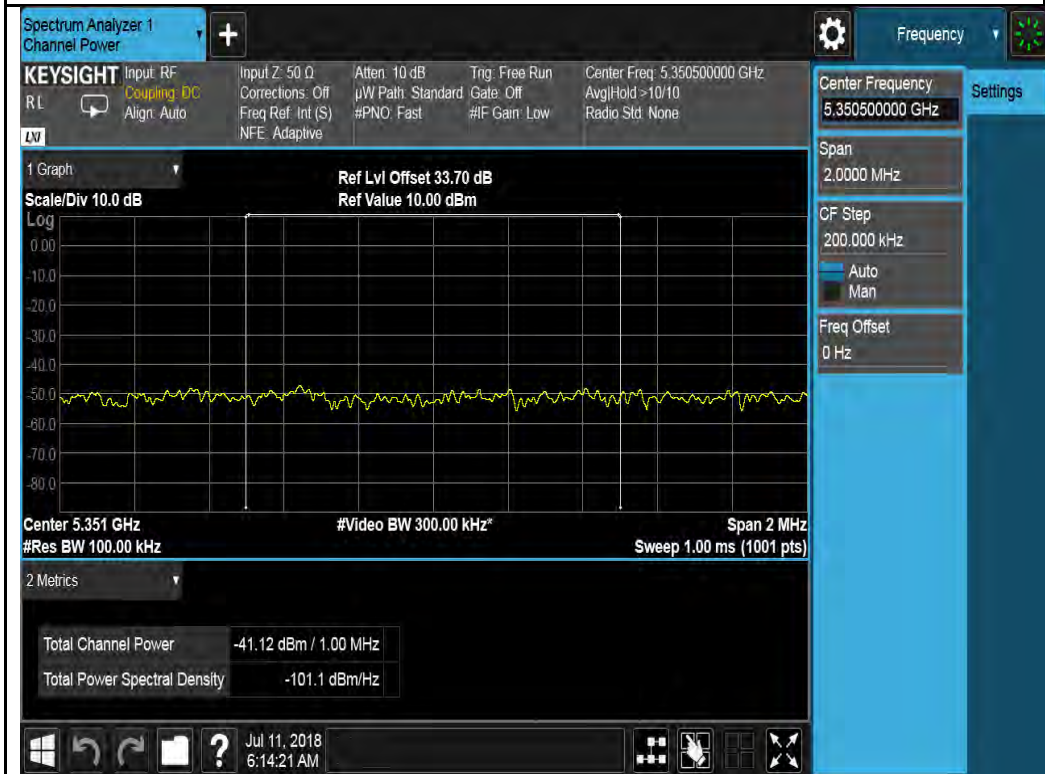 Spectrum Analyzer 1
Channel Power
+
Frequency
KEYSIGHT
RL
LXI
Input: RF
Coupling: DC
Align: Auto
Input Z: 50 Ω
Corrections: Off
Freq Ref: Int (S)
NFE: Adaptive
Atten: 10 dB
µW Path: Standard
#PNO: Fast
Trig: Free Run
Gate: Off
#IF Gain: Low
Center Freq: 5.350500000 GHz
Avg|Hold >10/10
Radio Std: None
Center Frequency
5.350500000 GHz
Settings
Span
2.0000 MHz
CF Step
200.000 kHz
Auto
Man
Freq Offset
0 Hz
1 Graph
Scale/Div 10.0 dB
Ref Lvl Offset 33.70 dB
Ref Value 10.00 dBm
Log
0.00
-10.0
-20.0
-30.0
-40.0
-50.0
-60.0
-70.0
-80.0
Center 5.351 GHz
#Res BW 100.00 kHz
#Video BW 300.00 kHz*
Span 2 MHz
Sweep 1.00 ms (1001 pts)
2 Metrics
Total Channel Power -41.12 dBm / 1.00 MHz
Total Power Spectral Density -101.1 dBm/Hz
?
Jul 11, 2018
6:14:21 AM